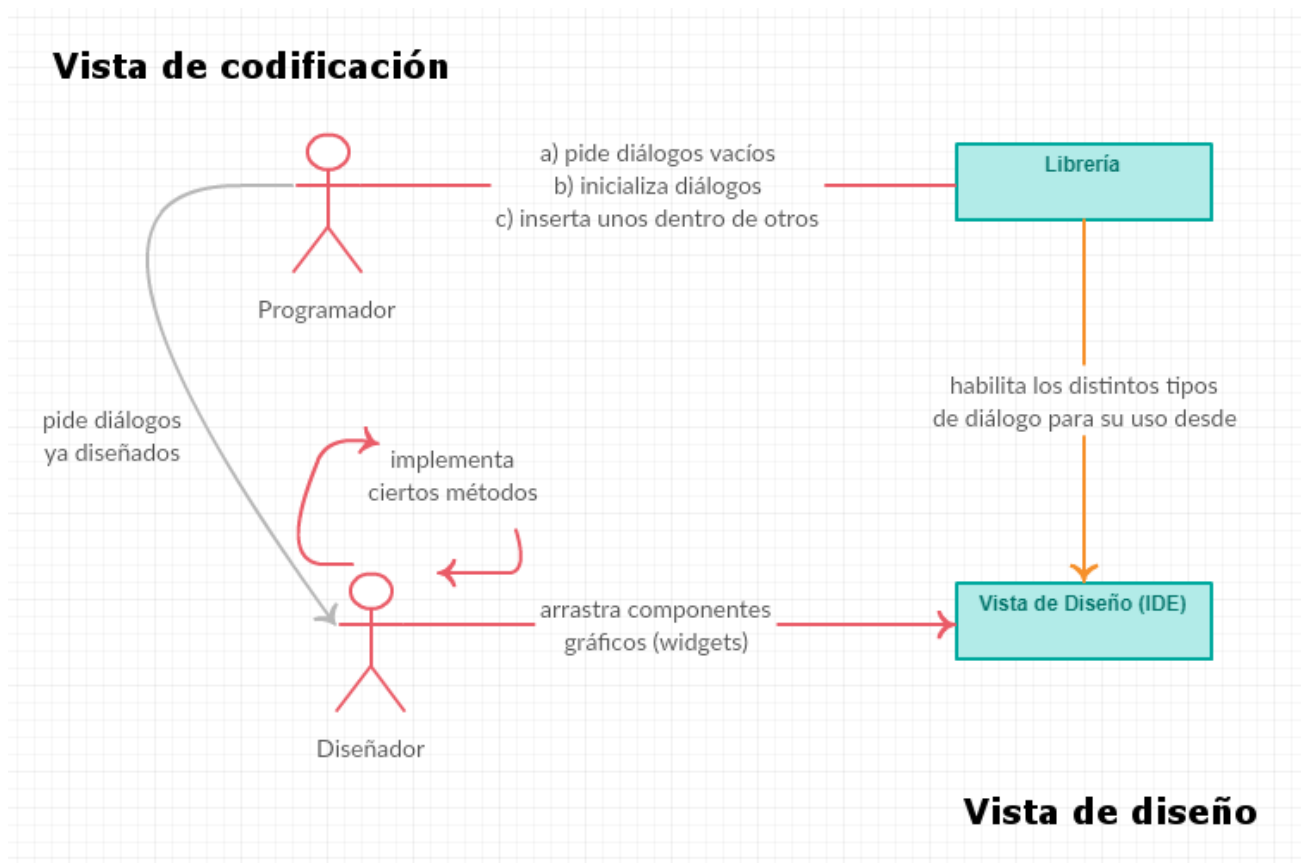 Vista de codificación
a) pide diálogos vacíos
b) inicializa diálogos
c) inserta unos dentro de otros
Librería
Programador
habilita los distintos tipos
de diálogo para su uso desde
pide diálogos
ya diseñados
implementa
ciertos métodos
arrastra componentes
gráficos (widgets)
Vista de Diseño (IDE)
Diseñador
Vista de diseño